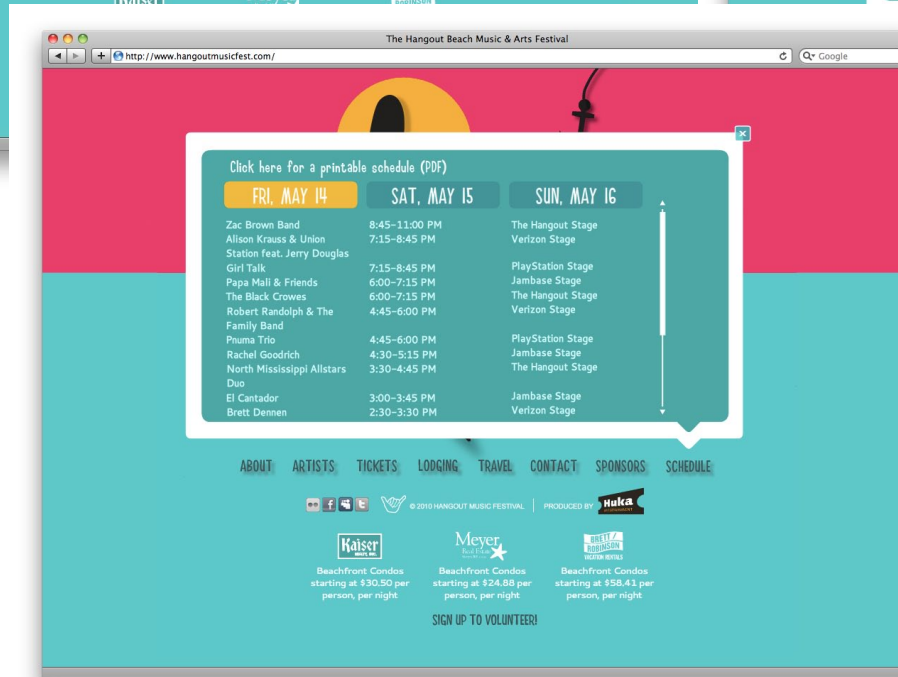 The Hangout Beach Music & Arts Festival
http://www.hangoutmusicfest.com/
Google
Click here for a printable schedule (PDF)
FRI, MAY 14 SAT, MAY 15 SUN, MAY 16
Zac Brown Band 8:45-11:00 PM The Hangout Stage
Alison Krauss & Union 7:15-8:45 PM Verizon Stage
Station feat. Jerry Douglas
Girl Talk 7:15-8:45 PM PlayStation Stage
Papa Mali & Friends 6:00-7:15 PM Jambase Stage
The Black Crowes 6:00-7:15 PM The Hangout Stage
Robert Randolph & The 4:45-6:00 PM Verizon Stage
Family Band
Pnuma Trio 4:45-6:00 PM PlayStation Stage
Rachel Goodrich 4:30-5:15 PM Jambase Stage
North Mississippi Allstars 3:30-4:45 PM The Hangout Stage
Duo
El Cantador 3:00-3:45 PM Jambase Stage
Brett Dennen 2:30-3:30 PM Verizon Stage
ABOUT ARTISTS TICKETS LODGING TRAVEL CONTACT SPONSORS SCHEDULE
© 2010 HANGOUT MUSIC FESTIVAL | PRODUCED BY Huka
Kaiser Meyer BRETT / ROBINSON
Real Estate VACATION RENTALS
Beachfront Condos Beachfront Condos Beachfront Condos
starting at $30.50 per starting at $24.88 per starting at $58.41 per
person, per night person, per night person, per night
SIGN UP TO VOLUNTEER!